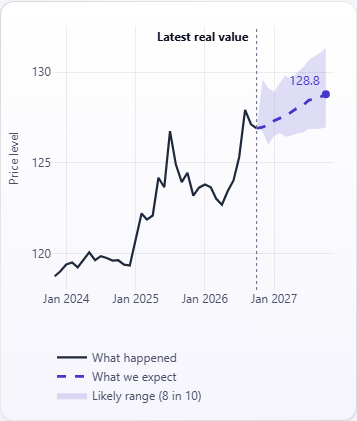 Latest real value
128.8
130
125
120
Price level
Jan 2024 Jan 2025 Jan 2026 Jan 2027
What happened
What we expect
Likely range (8 in 10)